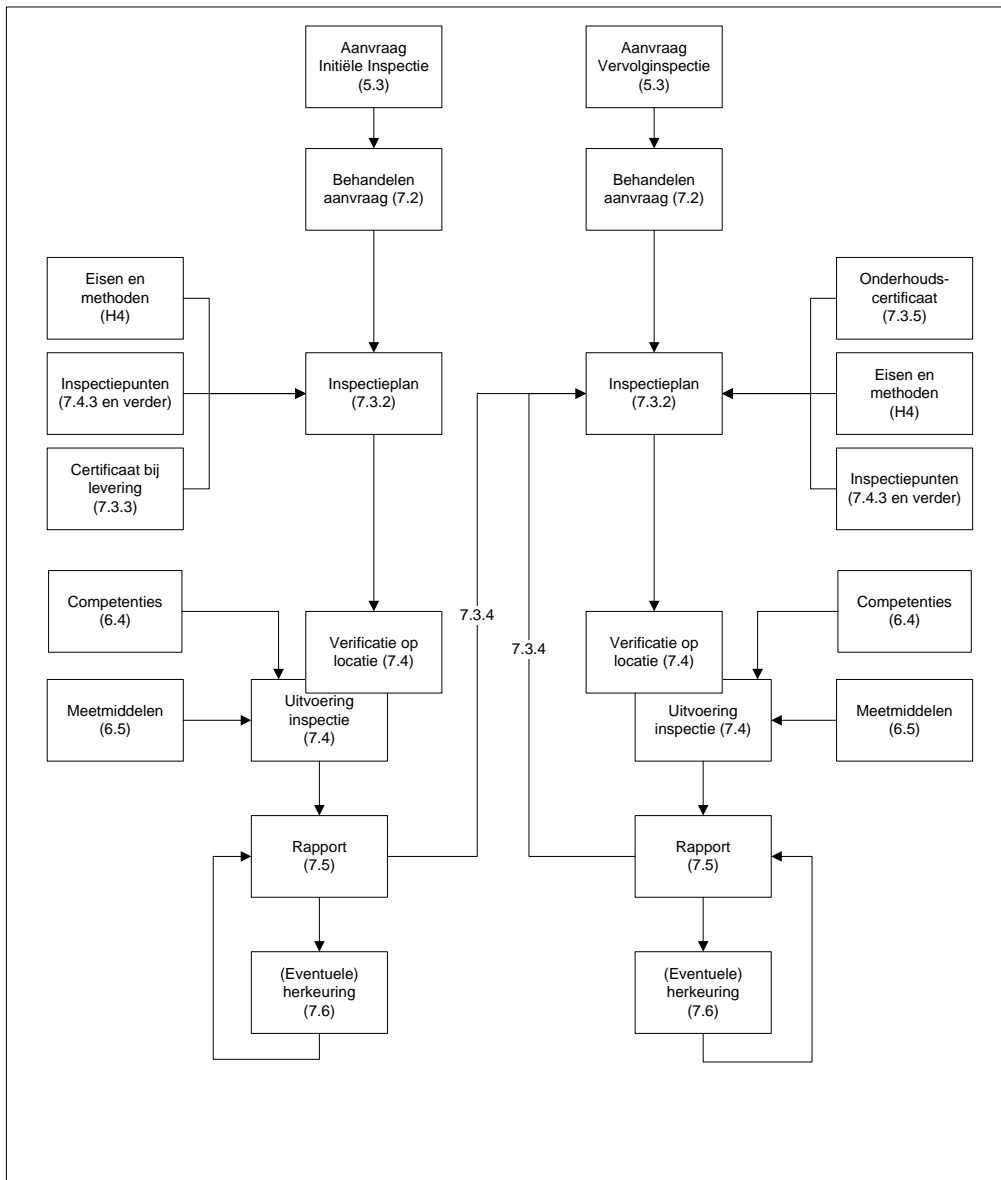 Aanvraag
Initiële Inspectie
(5.3)
Aanvraag
Vervolginspectie
(5.3)
Behandelen
aanvraag (7.2)
Behandelen
aanvraag (7.2)
Eisen en
methoden
(H4)
Onderhouds-
certificaat
(7.3.5)
Inspectiepunten
(7.4.3 en verder)
Inspectieplan
(7.3.2)
Inspectieplan
(7.3.2)
Eisen en
methoden
(H4)
Certificaat bij
levering
(7.3.3)
Inspectiepunten
(7.4.3 en verder)
Competenties
(6.4)
7.3.4
7.3.4
Competenties
(6.4)
Verificatie op
locatie (7.4)
Verificatie op
locatie (7.4)
Meetmiddelen
(6.5)
Uitvoering
inspectie
(7.4)
Uitvoering
inspectie (7.4)
Meetmiddelen
(6.5)
Rapport
(7.5)
Rapport
(7.5)
(Eventuele)
herkeuring
(7.6)
(Eventuele)
herkeuring
(7.6)